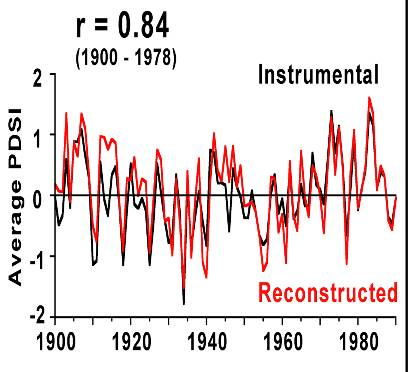 r = 0.84
(1900 - 1978)
Instrumental
Average PDSI
2
1
0
-1
-2
Reconstructed
1900 1920 1940 1960 1980